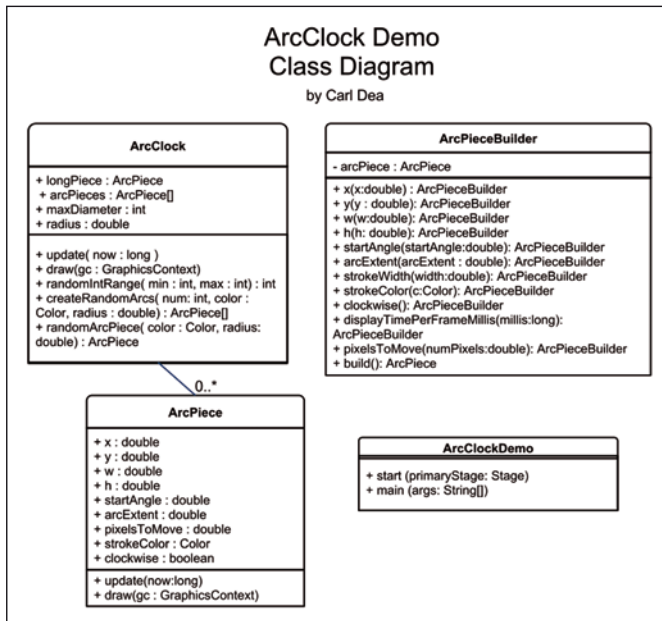 ArcClock Demo
Class Diagram
by Carl Dea
ArcClock
+ longPiece : ArcPiece
+ arcPieces : ArcPiece[]
+ maxDiameter : int
+ radius : double
+ update( now : long )
+ draw(gc : GraphicsContext)
+ randomIntRange( min : int, max : int) : int
+ createRandomArcs( num: int, color :
Color, radius : double) : ArcPiece[]
+ randomArcPiece( color : Color, radius:
double) : ArcPiece
0..*
ArcPiece
+ x : double
+ y : double
+ w : double
+ h : double
+ startAngle : double
+ arcExtent : double
+ pixelsToMove : double
+ strokeColor : Color
+ clockwise : boolean
+ update(now:long)
+ draw(gc : GraphicsContext)
ArcPieceBuilder
- arcPiece : ArcPiece
+ x(x:double) : ArcPieceBuilder
+ y(y : double): ArcPieceBuilder
+ w(w:double): ArcPieceBuilder
+ h(h: double): ArcPieceBuilder
+ startAngle(startAngle:double): ArcPieceBuilder
+ arcExtent(arcExtent : double): ArcPieceBuilder
+ strokeWidth(width:double): ArcPieceBuilder
+ strokeColor(c:Color): ArcPieceBuilder
+ clockwise(): ArcPieceBuilder
+ displayTimePerFrameMillis(millis:long):
ArcPieceBuilder
+ pixelsToMove(numPixels:double): ArcPieceBuilder
+ build(): ArcPiece
ArcClockDemo
+ start (primaryStage: Stage)
+ main (args: String[])